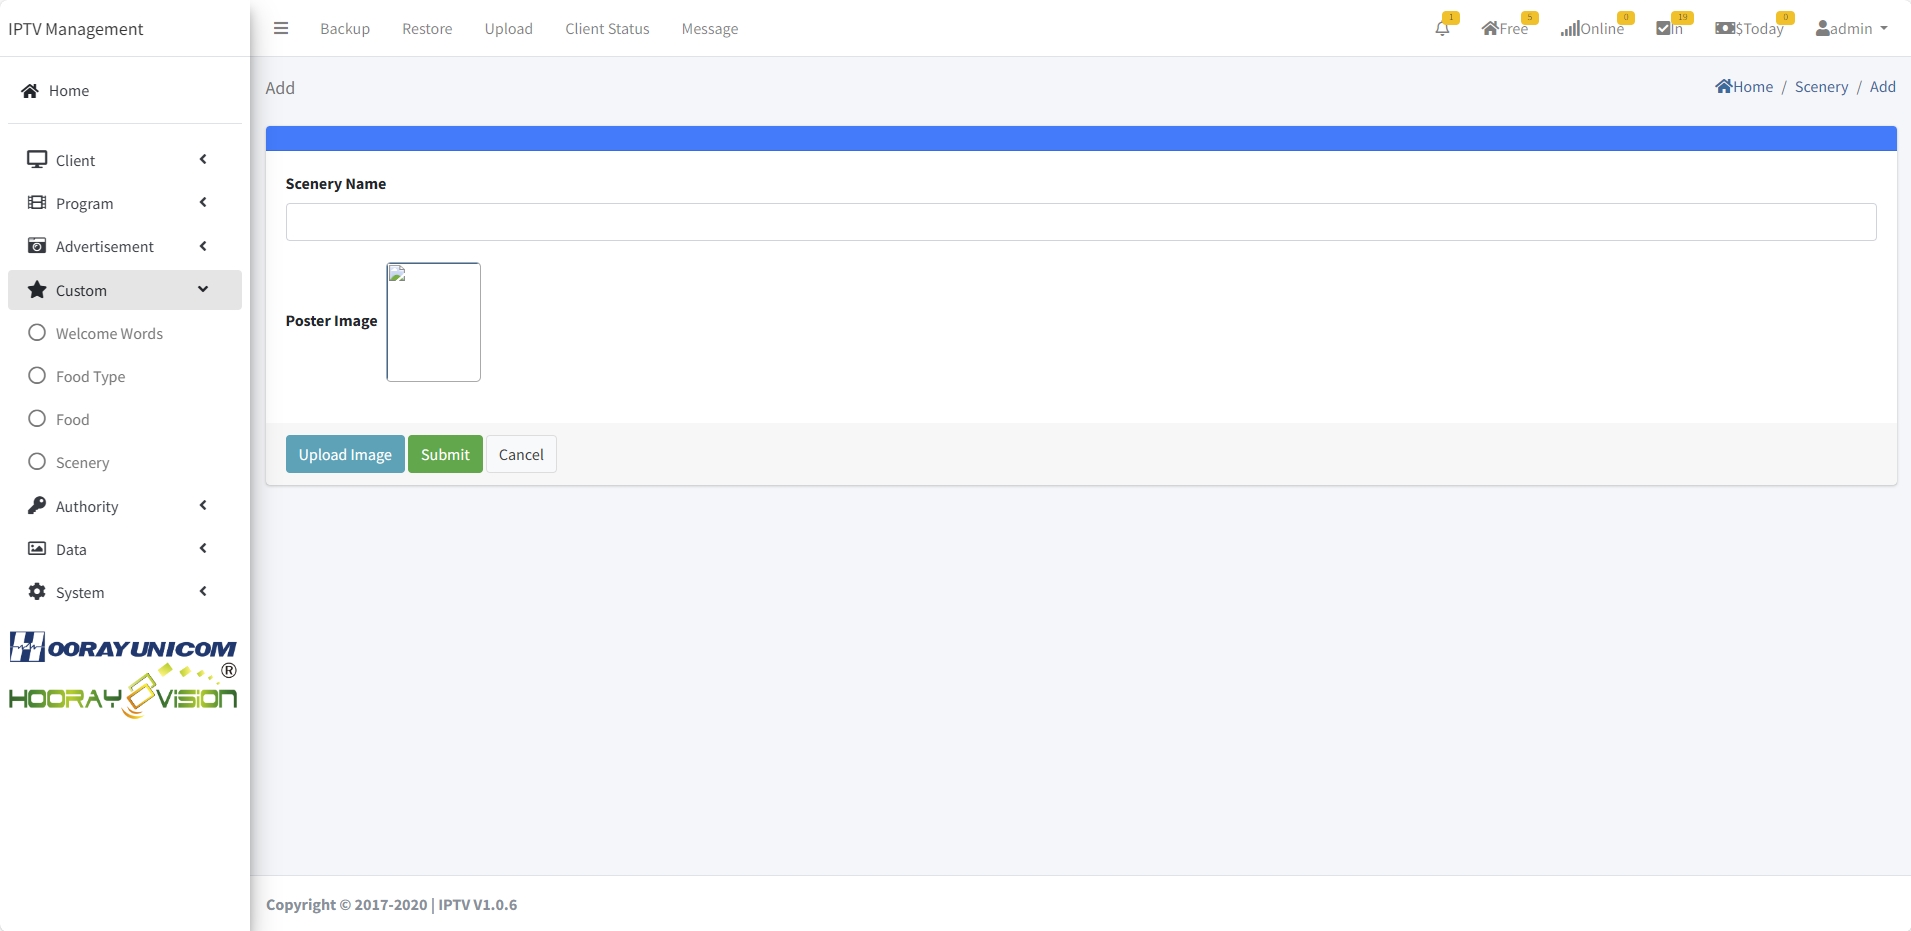 IPTV Management
Backup Restore Upload Client Status Message
1
Free 5
Online 0
In 19
$Today 0
admin
Home
Add
Home / Scenery / Add
Client
Program
Advertisement
Custom
Welcome Words
Food Type
Food
Scenery
Authority
Data
System
HOORAY UNICOM
®
HOORAY VISION
Scenery Name
Poster Image
Upload Image Submit Cancel
Copyright © 2017-2020 | IPTV V1.0.6